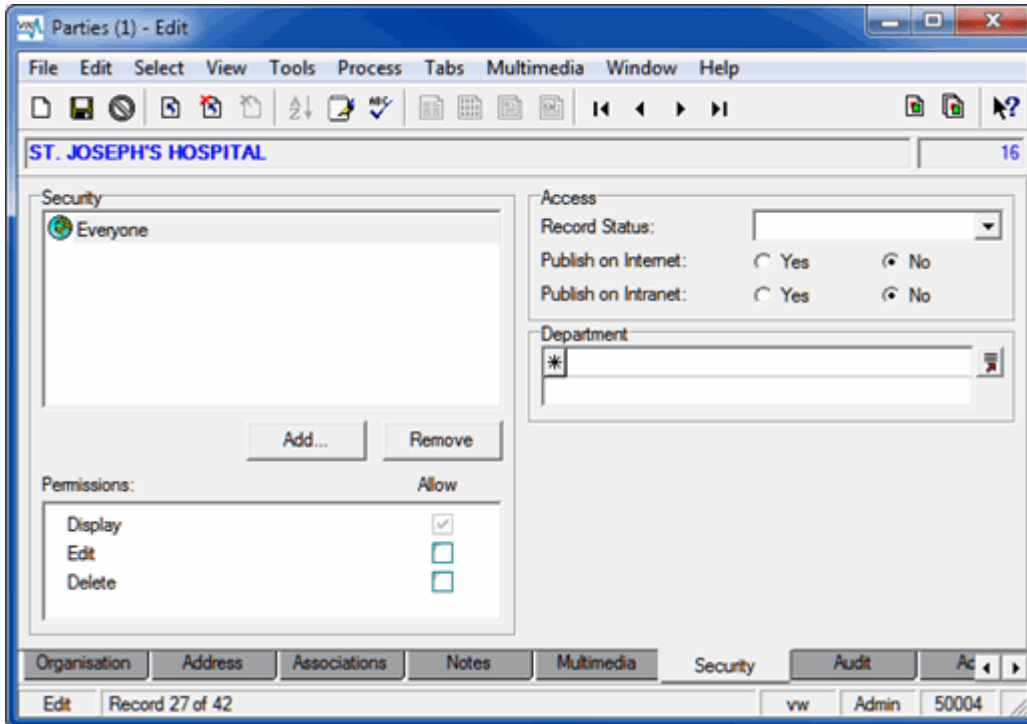 Parties (1) - Edit
File Edit Select View Tools Process Tabs Multimedia Window Help
ST. JOSEPH'S HOSPITAL 16
Security
Everyone
Add... Remove
Permissions: Allow
Display
Edit
Delete
Access
Record Status:
Publish on Internet: Yes No
Publish on Intranet: Yes No
Department
Organisation Address Associations Notes Multimedia Security Audit
Edit Record 27 of 42 vw Admin 50004